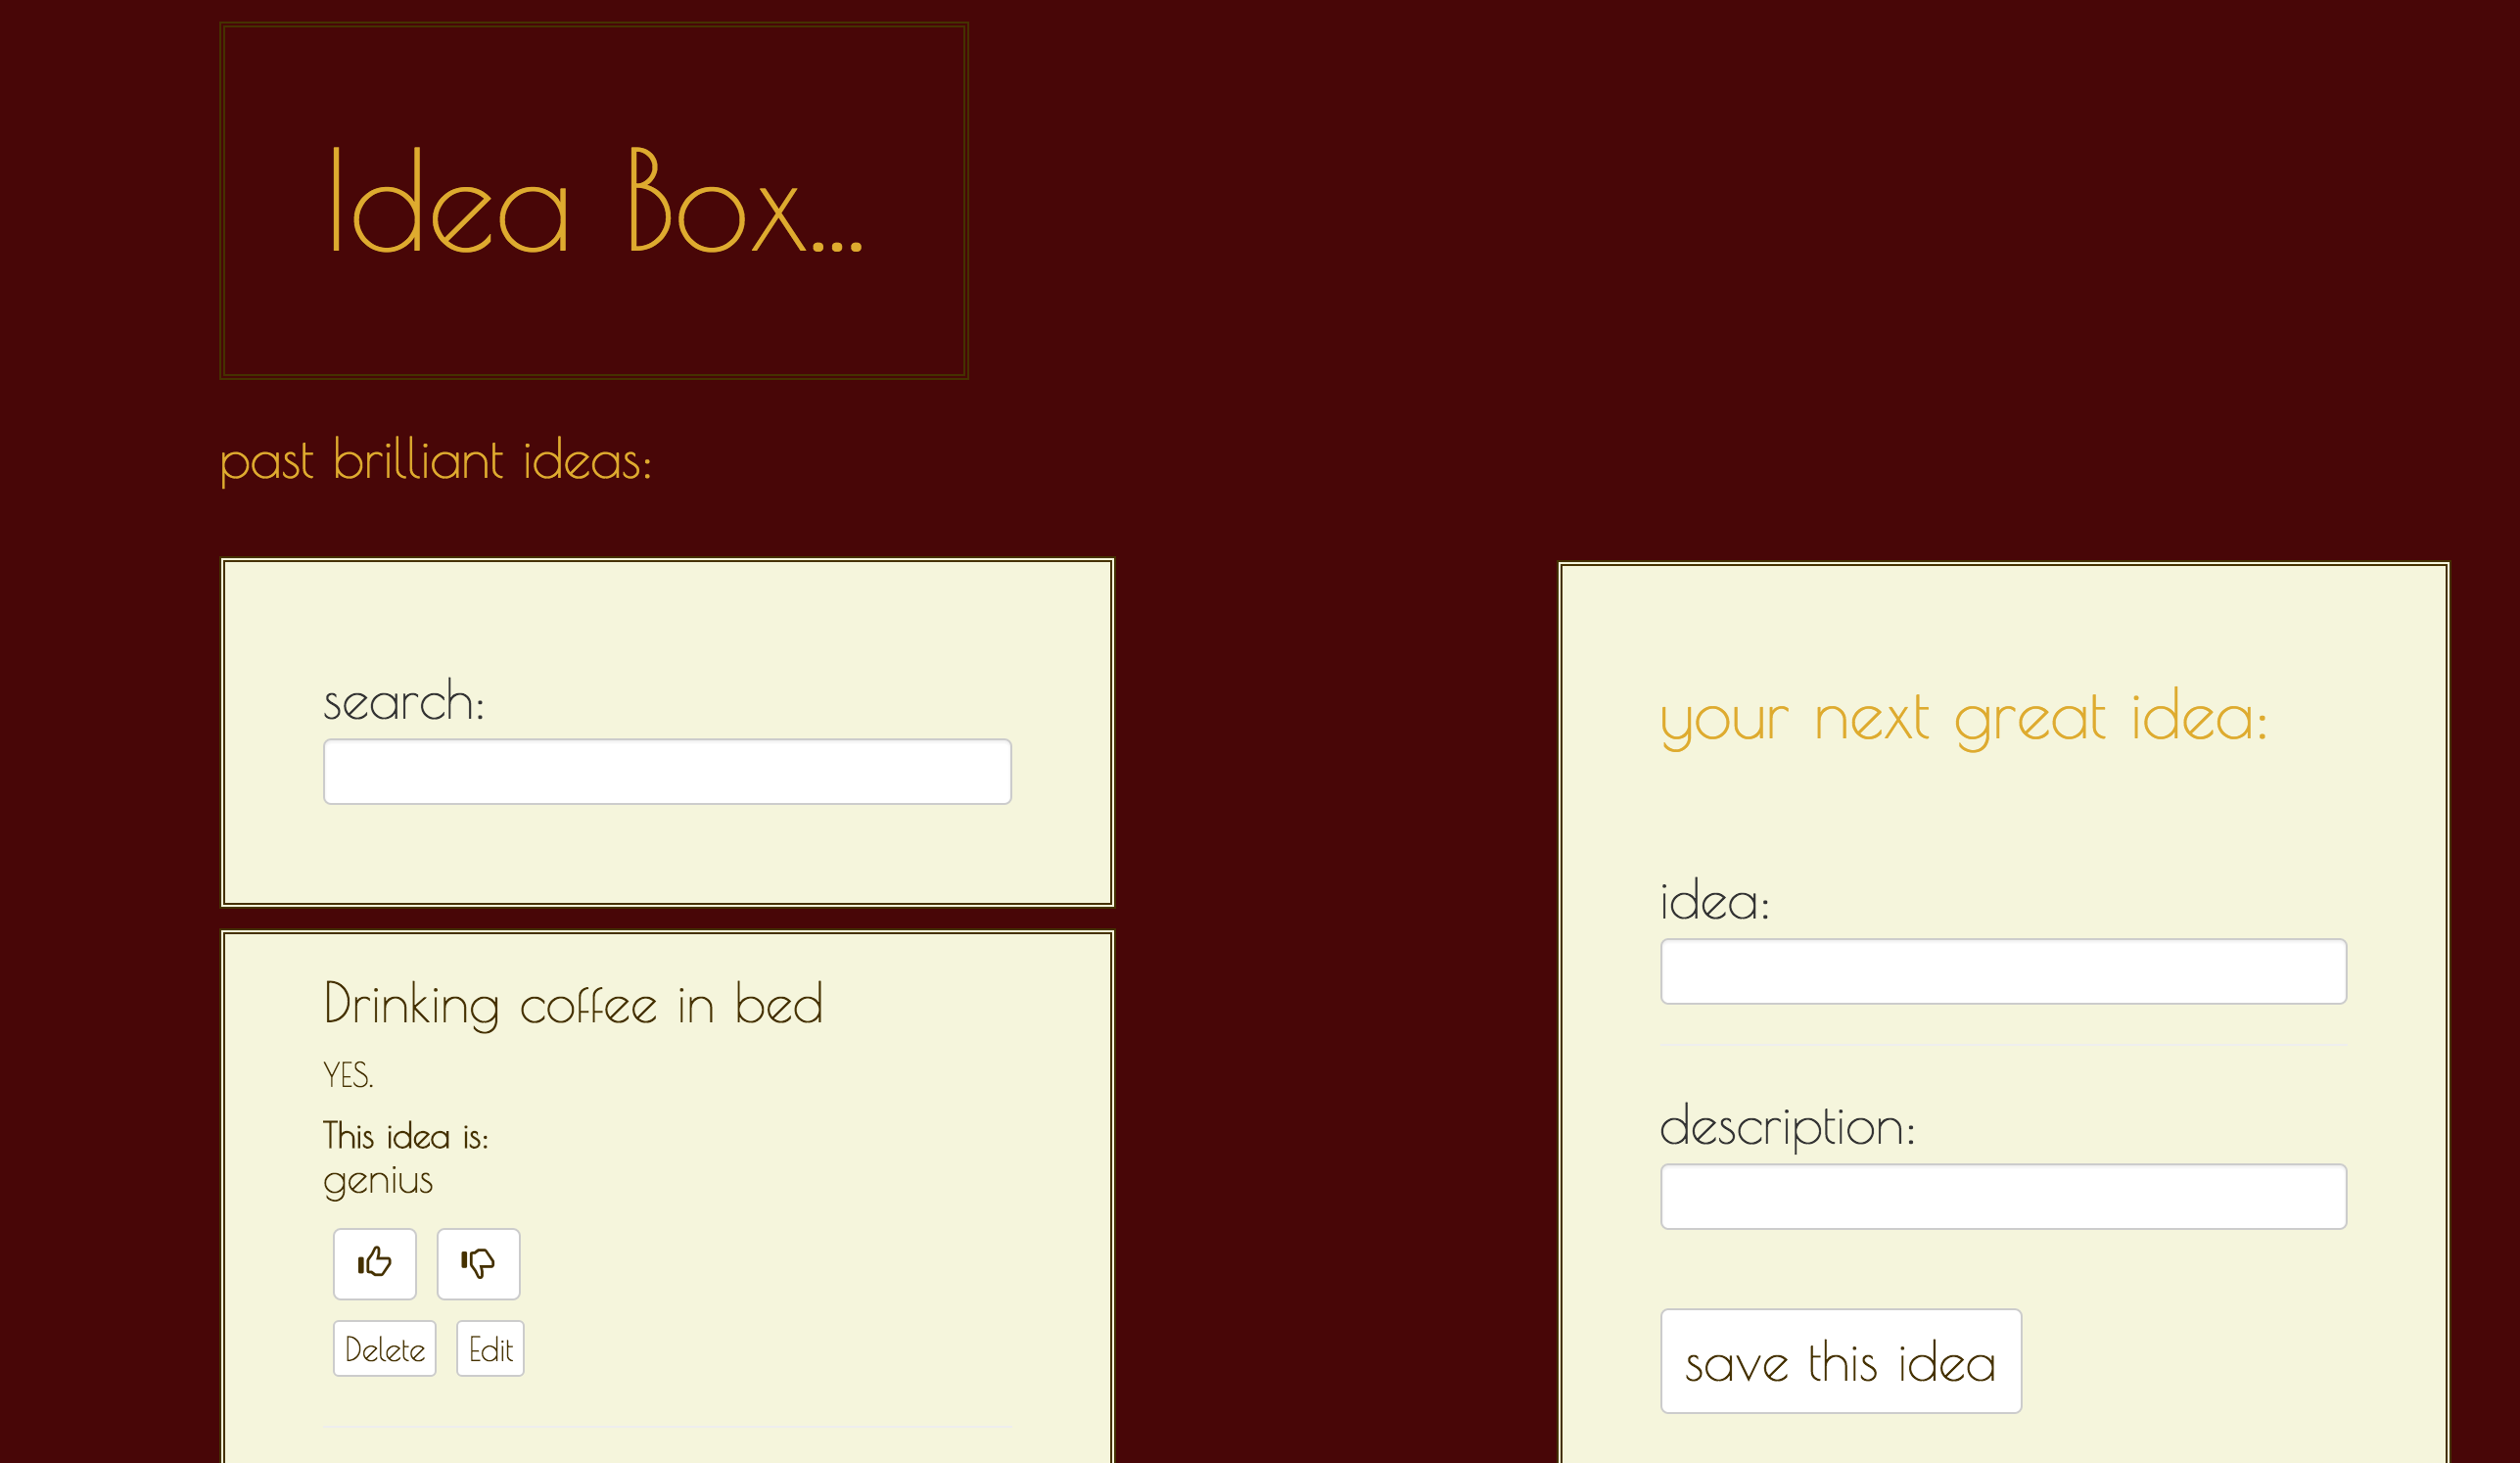 Idea Box...
past brilliant ideas:
search:
Drinking coffee in bed
YES.
This idea is:
genius
Delete Edit
your next great idea:
idea:
description:
save this idea